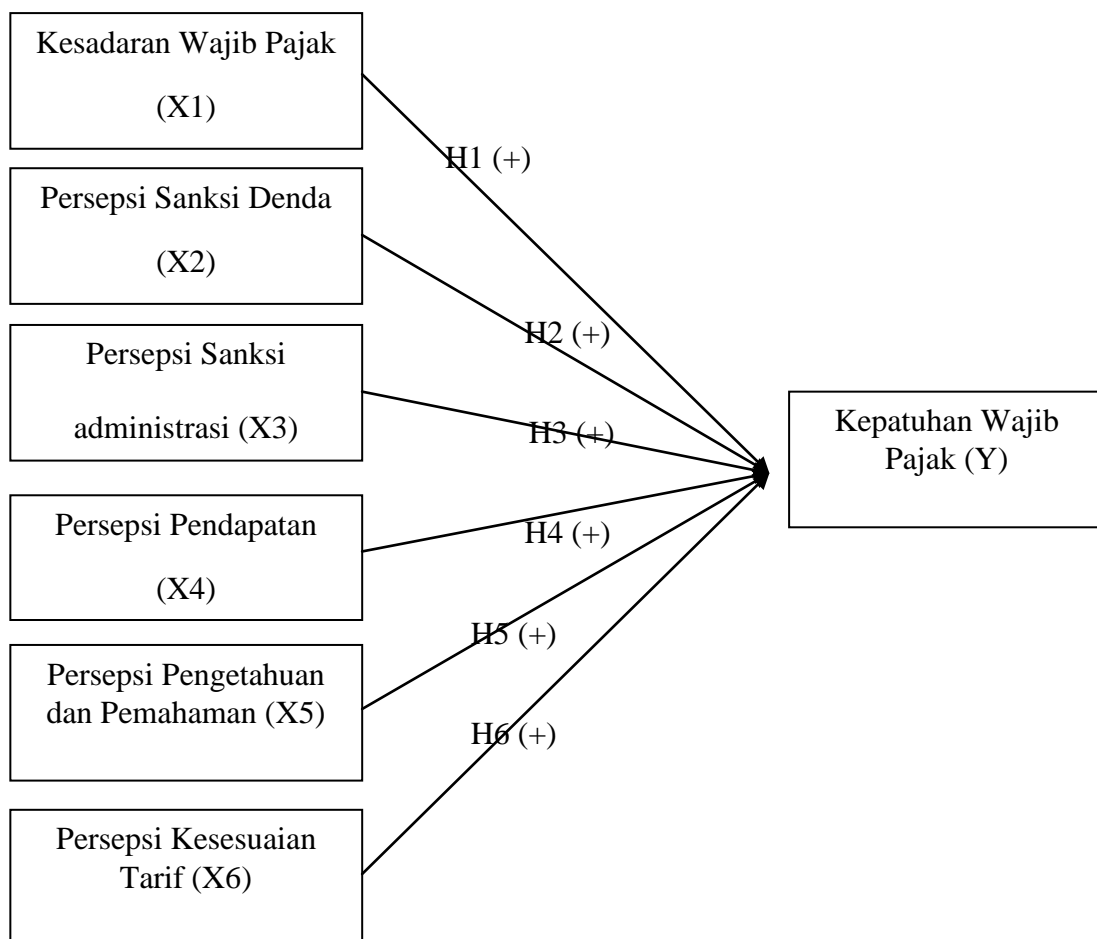 Kesadaran Wajib Pajak
(X1)
H1 (+)
Persepsi Sanksi Denda
(X2)
H2 (+)
Persepsi Sanksi
administrasi (X3)
H3 (+)
Kepatuhan Wajib
Pajak (Y)
Persepsi Pendapatan
(X4)
H4 (+)
Persepsi Pengetahuan
dan Pemahaman (X5)
H5 (+)
H6 (+)
Persepsi Kesesuaian
Tarif (X6)